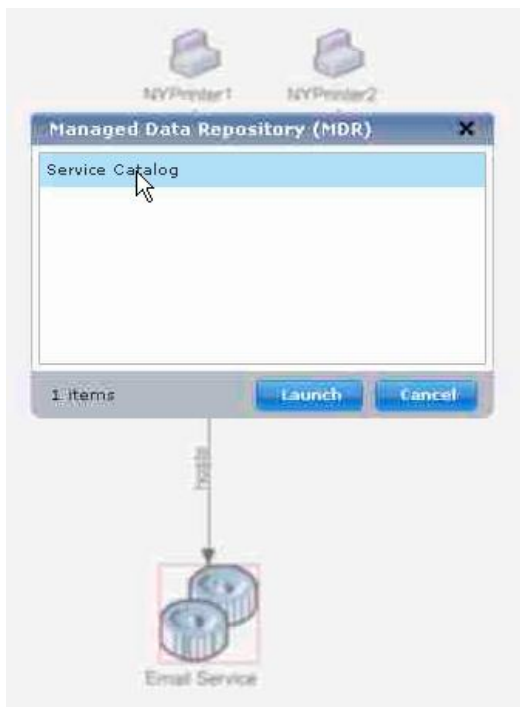 NYPrinter1 NYPrinter2
Managed Data Repository (MDR)
Service Catalog
1 items Launch Cancel
hosts
Email Service